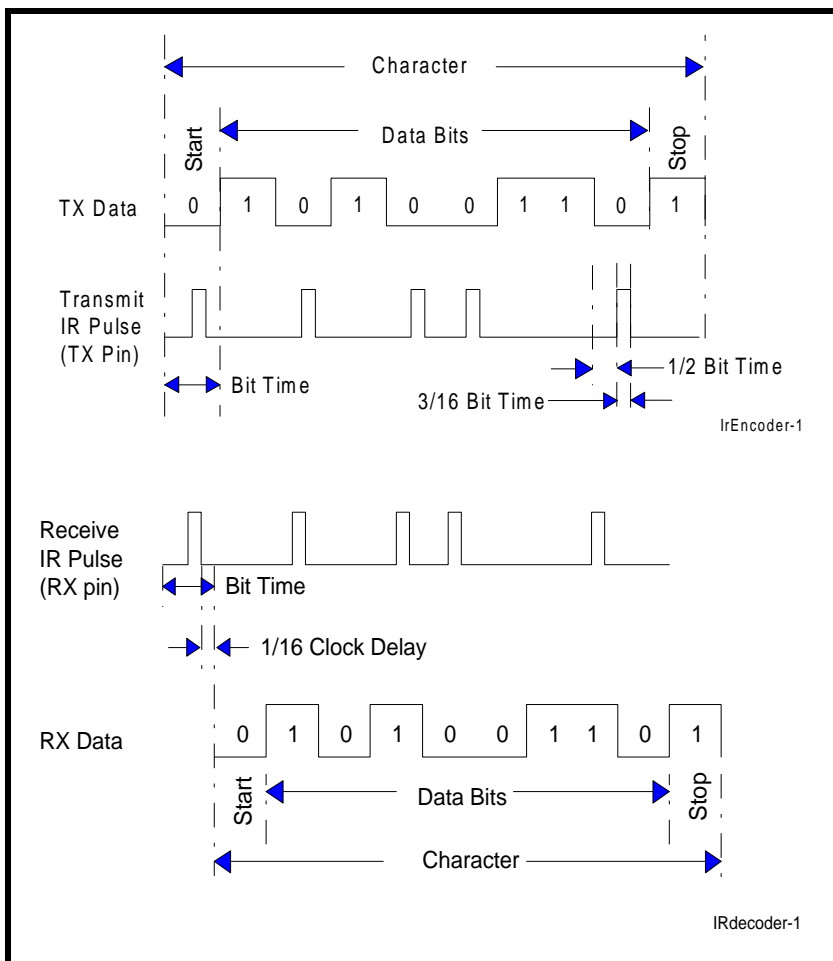 Character
Start
Data Bits
Stop
TX Data
0 1 0 1 0 0 1 1 0 1
Transmit
IR Pulse
(TX Pin)
Bit Time
1/2 Bit Time
3/16 Bit Time
IrEncoder-1
Receive
IR Pulse
(RX pin)
Bit Time
1/16 Clock Delay
RX Data
0 1 0 1 0 0 1 1 0 1
Start
Data Bits
Stop
Character
IRdecoder-1